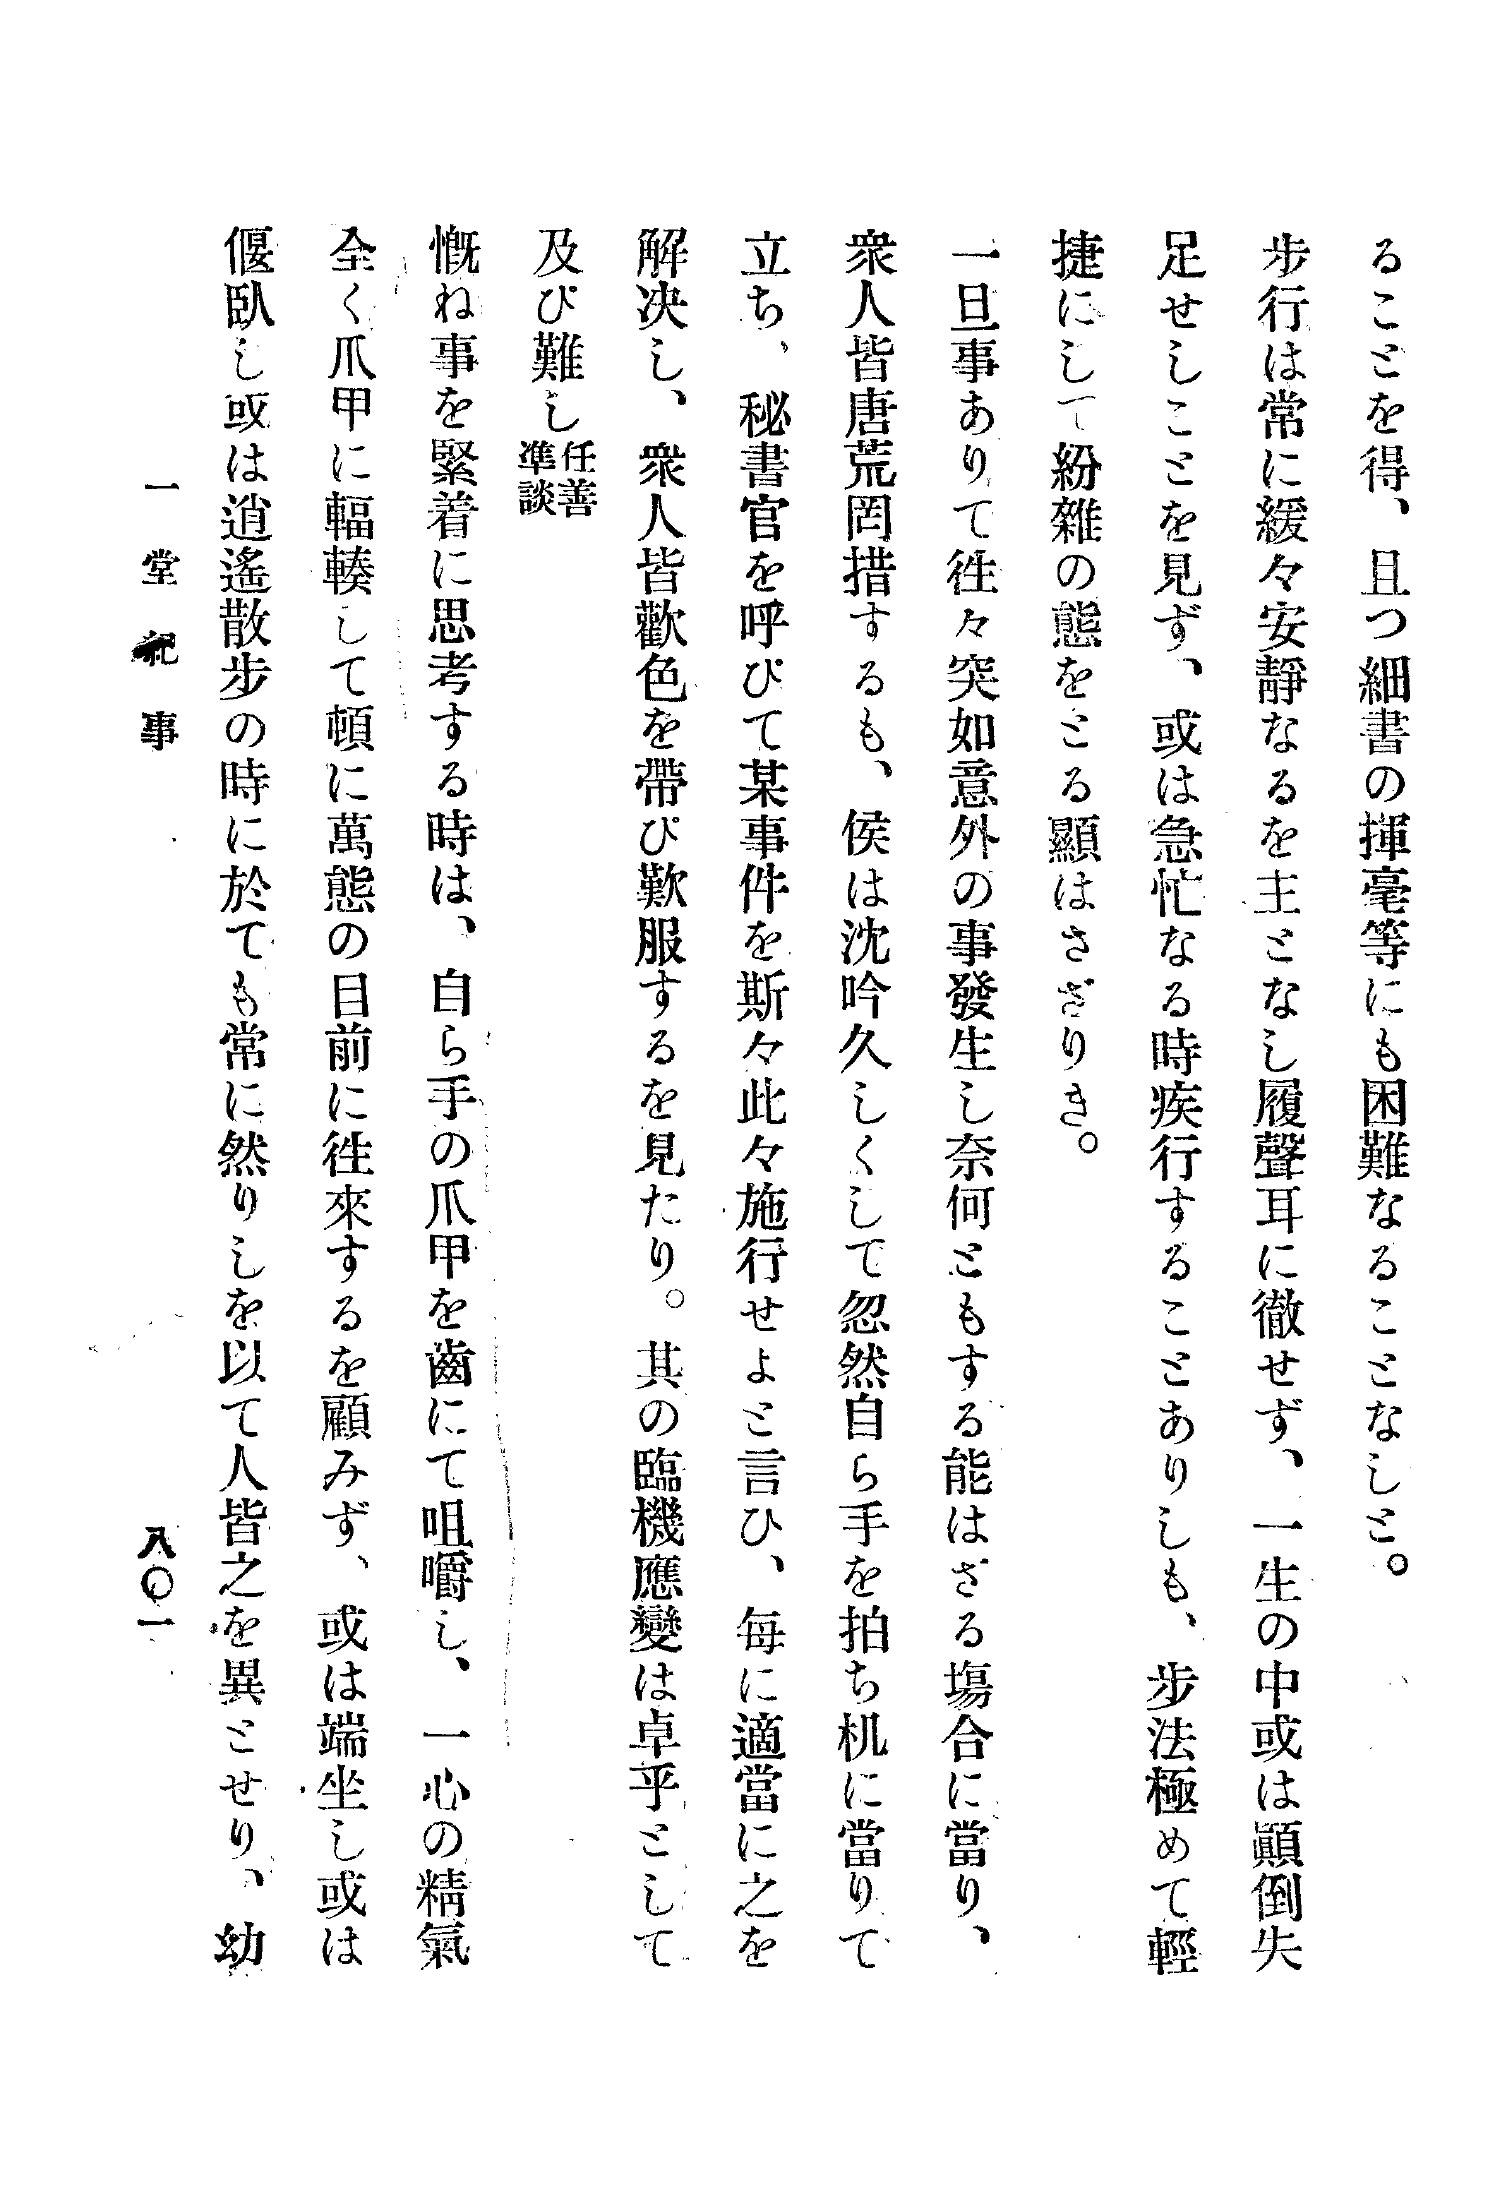 ることを得、且つ細書の揮毫等にも困難なることなしと。
歩行は常に緩々安靜なるを主となし履聲耳に徹せず、一生の中或は顚倒失
足せしことを見ず、或は急忙なる時疾行することありしも、歩法極めて輕
捷にして紛雜の態をとる顯はさざりき。
一旦事ありて徃々突如意外の事發生し奈何ともする能はざる塲合に當り、
衆人皆唐荒罔措するも、侯は沈吟久しくして忽然自ら手を拍ち机に當りて
立ち、秘書官を呼びて某事件を斯々此々施行せよと言ひ、毎に適當に之を
解决し、衆人皆歡色を帶び歎服するを見たり。其の臨機應變は卓乎として
及び難し任善準談
慨ね事を緊着に思考する時は、自ら手の爪甲を齒にて咀嚼し、一心の精氣
全く爪甲に輻輳して頓に萬態の目前に徃來するを顧みず、或は端坐し或は
偃臥し或は逍遙散歩の時に於ても常に然りしを以て人皆之を異とせり、幼
一堂紀事
八〇一